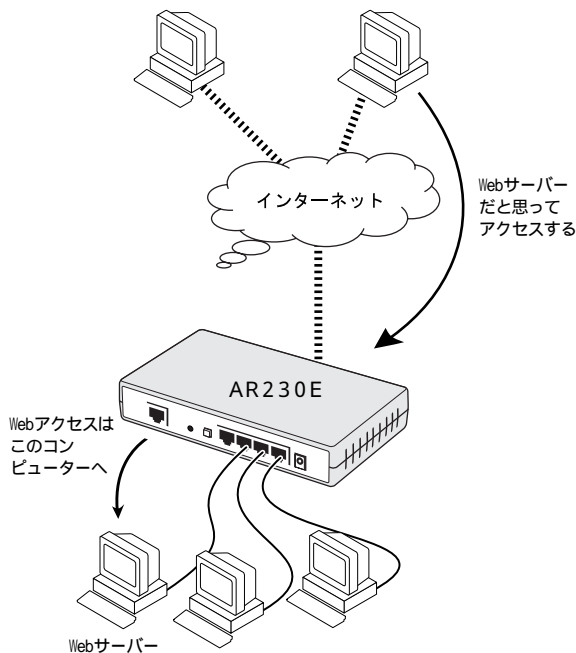 インターネット
Webサーバー
だと思って
アクセスする
AR230E
Webアクセスは
このコン
ピューターへ
Webサーバー